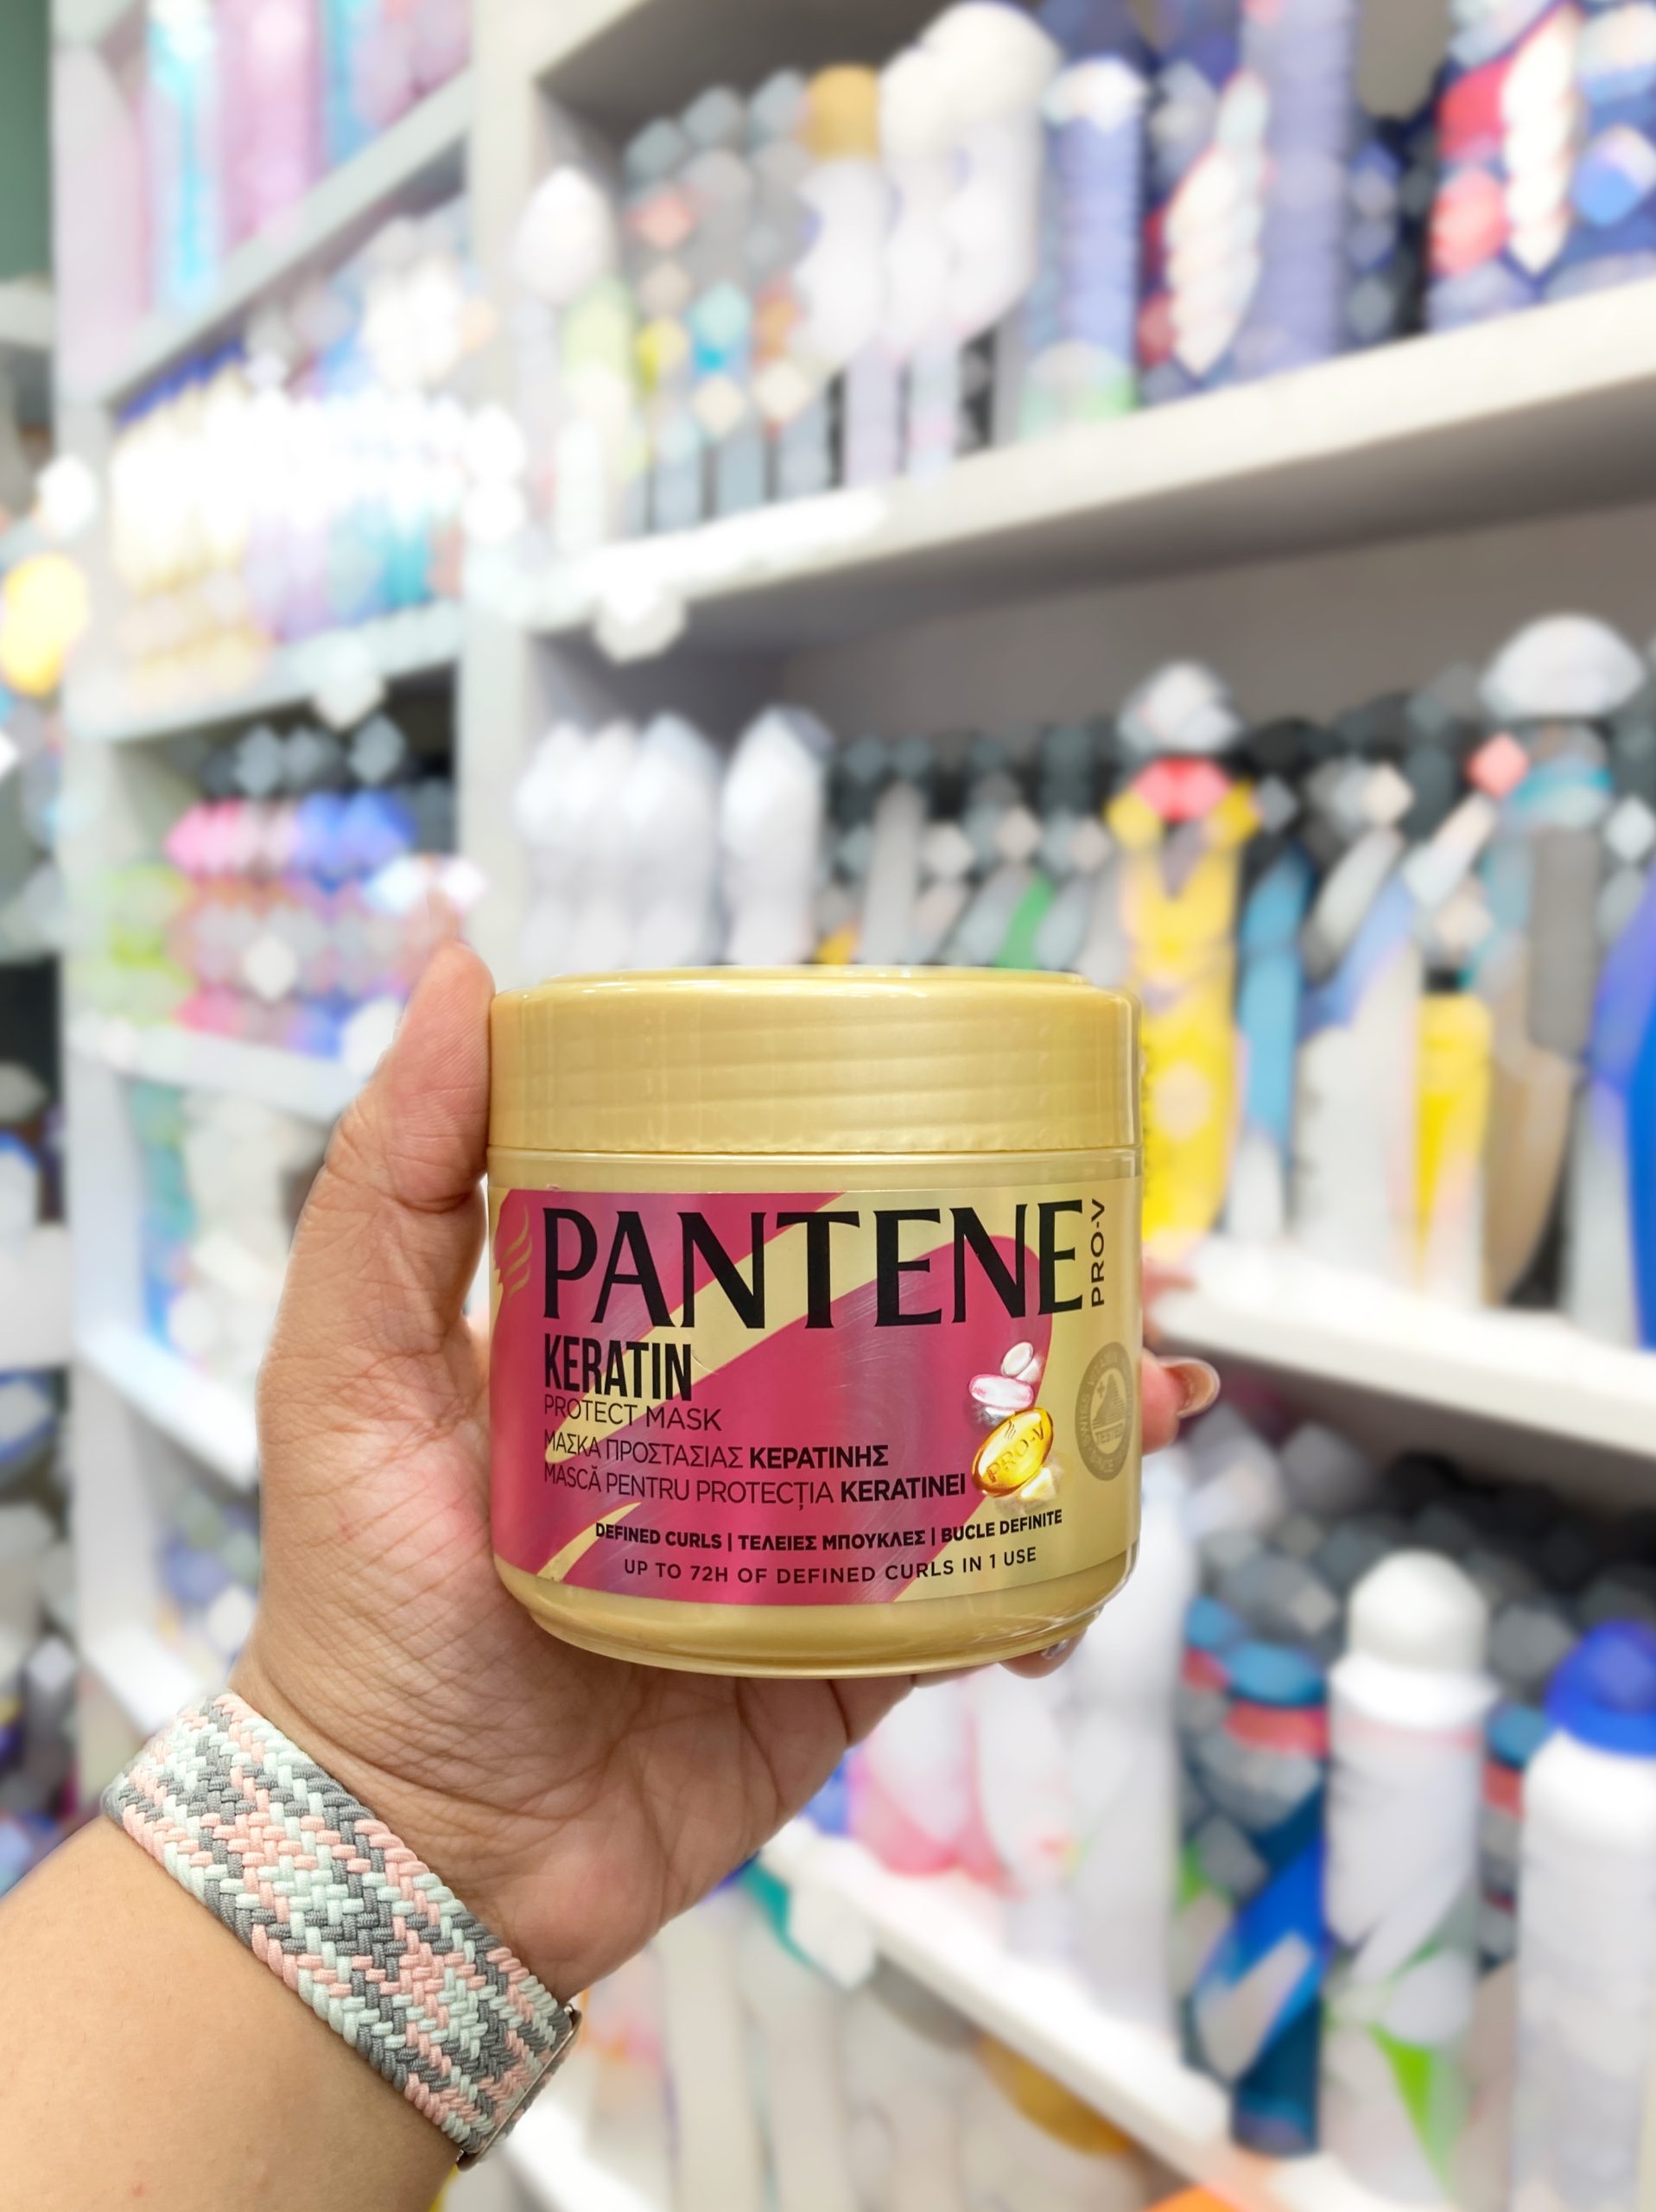 PANTENE
PRO-V
KERATIN
PROTECT MASK
ΜΑΣΚΑ ΠΡΟΣΤΑΣΙΑΣ ΚΕΡΑΤΙΝΗΣ
MASCĂ PENTRU PROTECȚIA KERATINEI
PRO-V
TESTED
DEFINED CURLS | ΤΕΛΕΙΕΣ ΜΠΟΥΚΛΕΣ | BUCLE DEFINITE
UP TO 72H OF DEFINED CURLS IN 1 USE